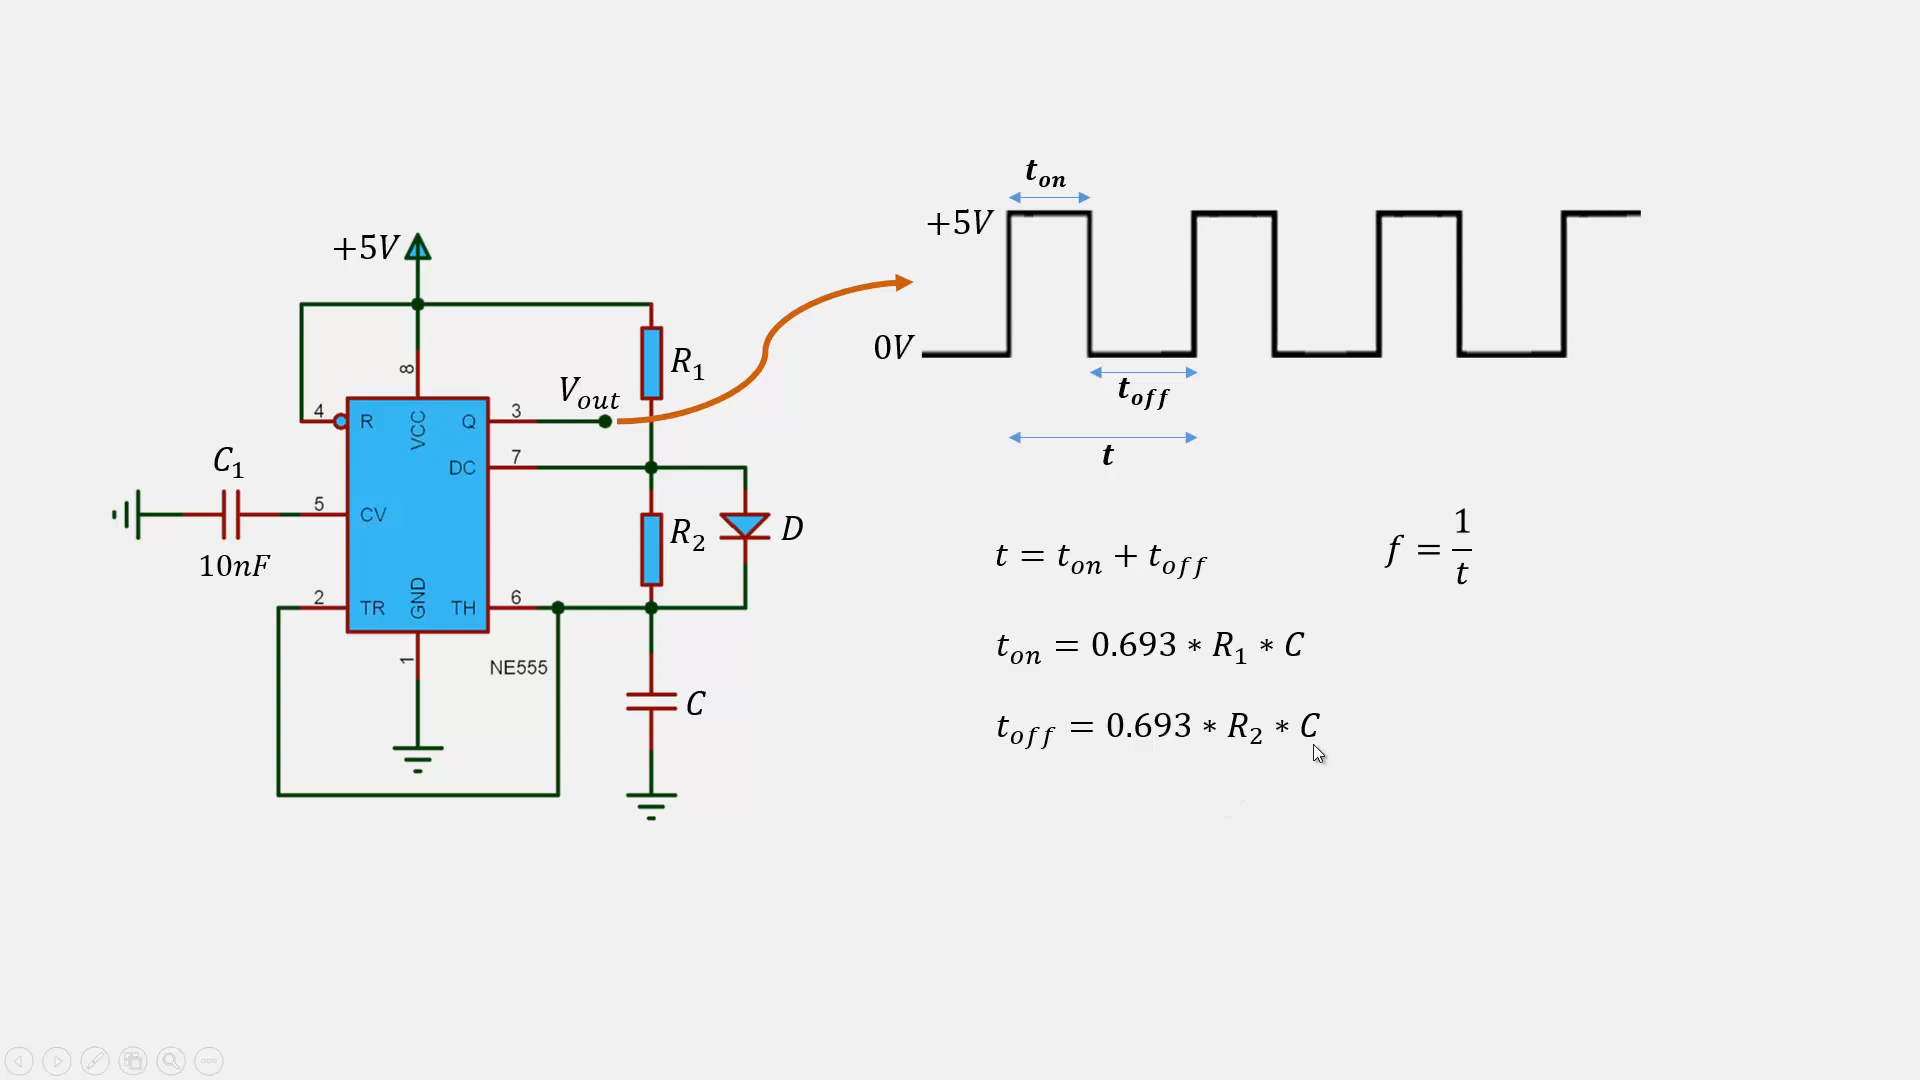 +5V
R₁
V_out
8
4
R
VCC
Q
3
DC
7
C₁
5
CV
10nF
R₂
D
2
TR
GND
TH
6
1
NE555
C
t_on
+5V
0V
t_off
t
t = t_on + t_off
f = 1/t
t_on = 0.693 ∗ R₁ ∗ C
t_off = 0.693 ∗ R₂ ∗ C